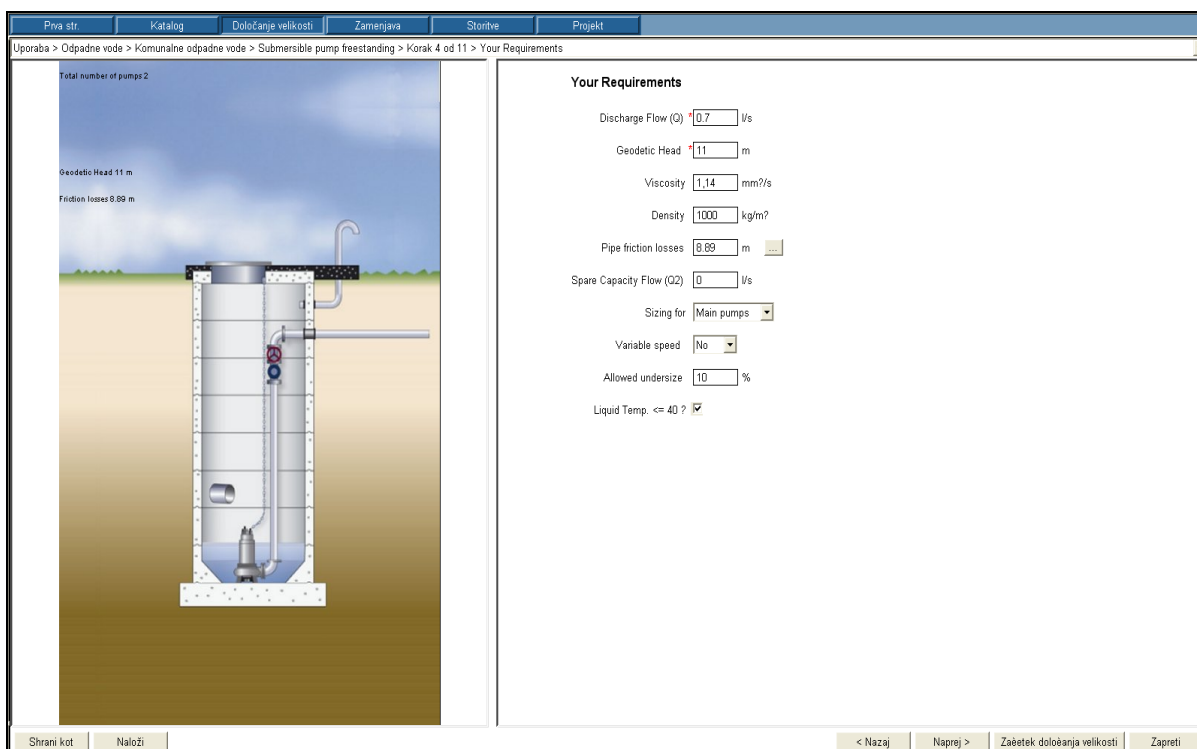 Prva str. Katalog Določanje velikosti Zamenjava Storitve Projekt
Uporaba > Odpadne vode > Komunalne odpadne vode > Submersible pump freestanding > Korak 4 od 11 > Your Requirements
Total number of pumps 2
Geodetic Head 11 m
Friction losses 8.89 m
Your Requirements
Discharge Flow (Q) * 0.7 l/s
Geodetic Head * 11 m
Viscosity 1,14 mm?/s
Density 1000 kg/m?
Pipe friction losses 8.89 m ...
Spare Capacity Flow (Q2) 0 l/s
Sizing for Main pumps
Variable speed No
Allowed undersize 10 %
Liquid Temp. <= 40 ?
Shrani kot Naloži < Nazaj Naprej > Zaèetek doloèanja velikosti Zapreti